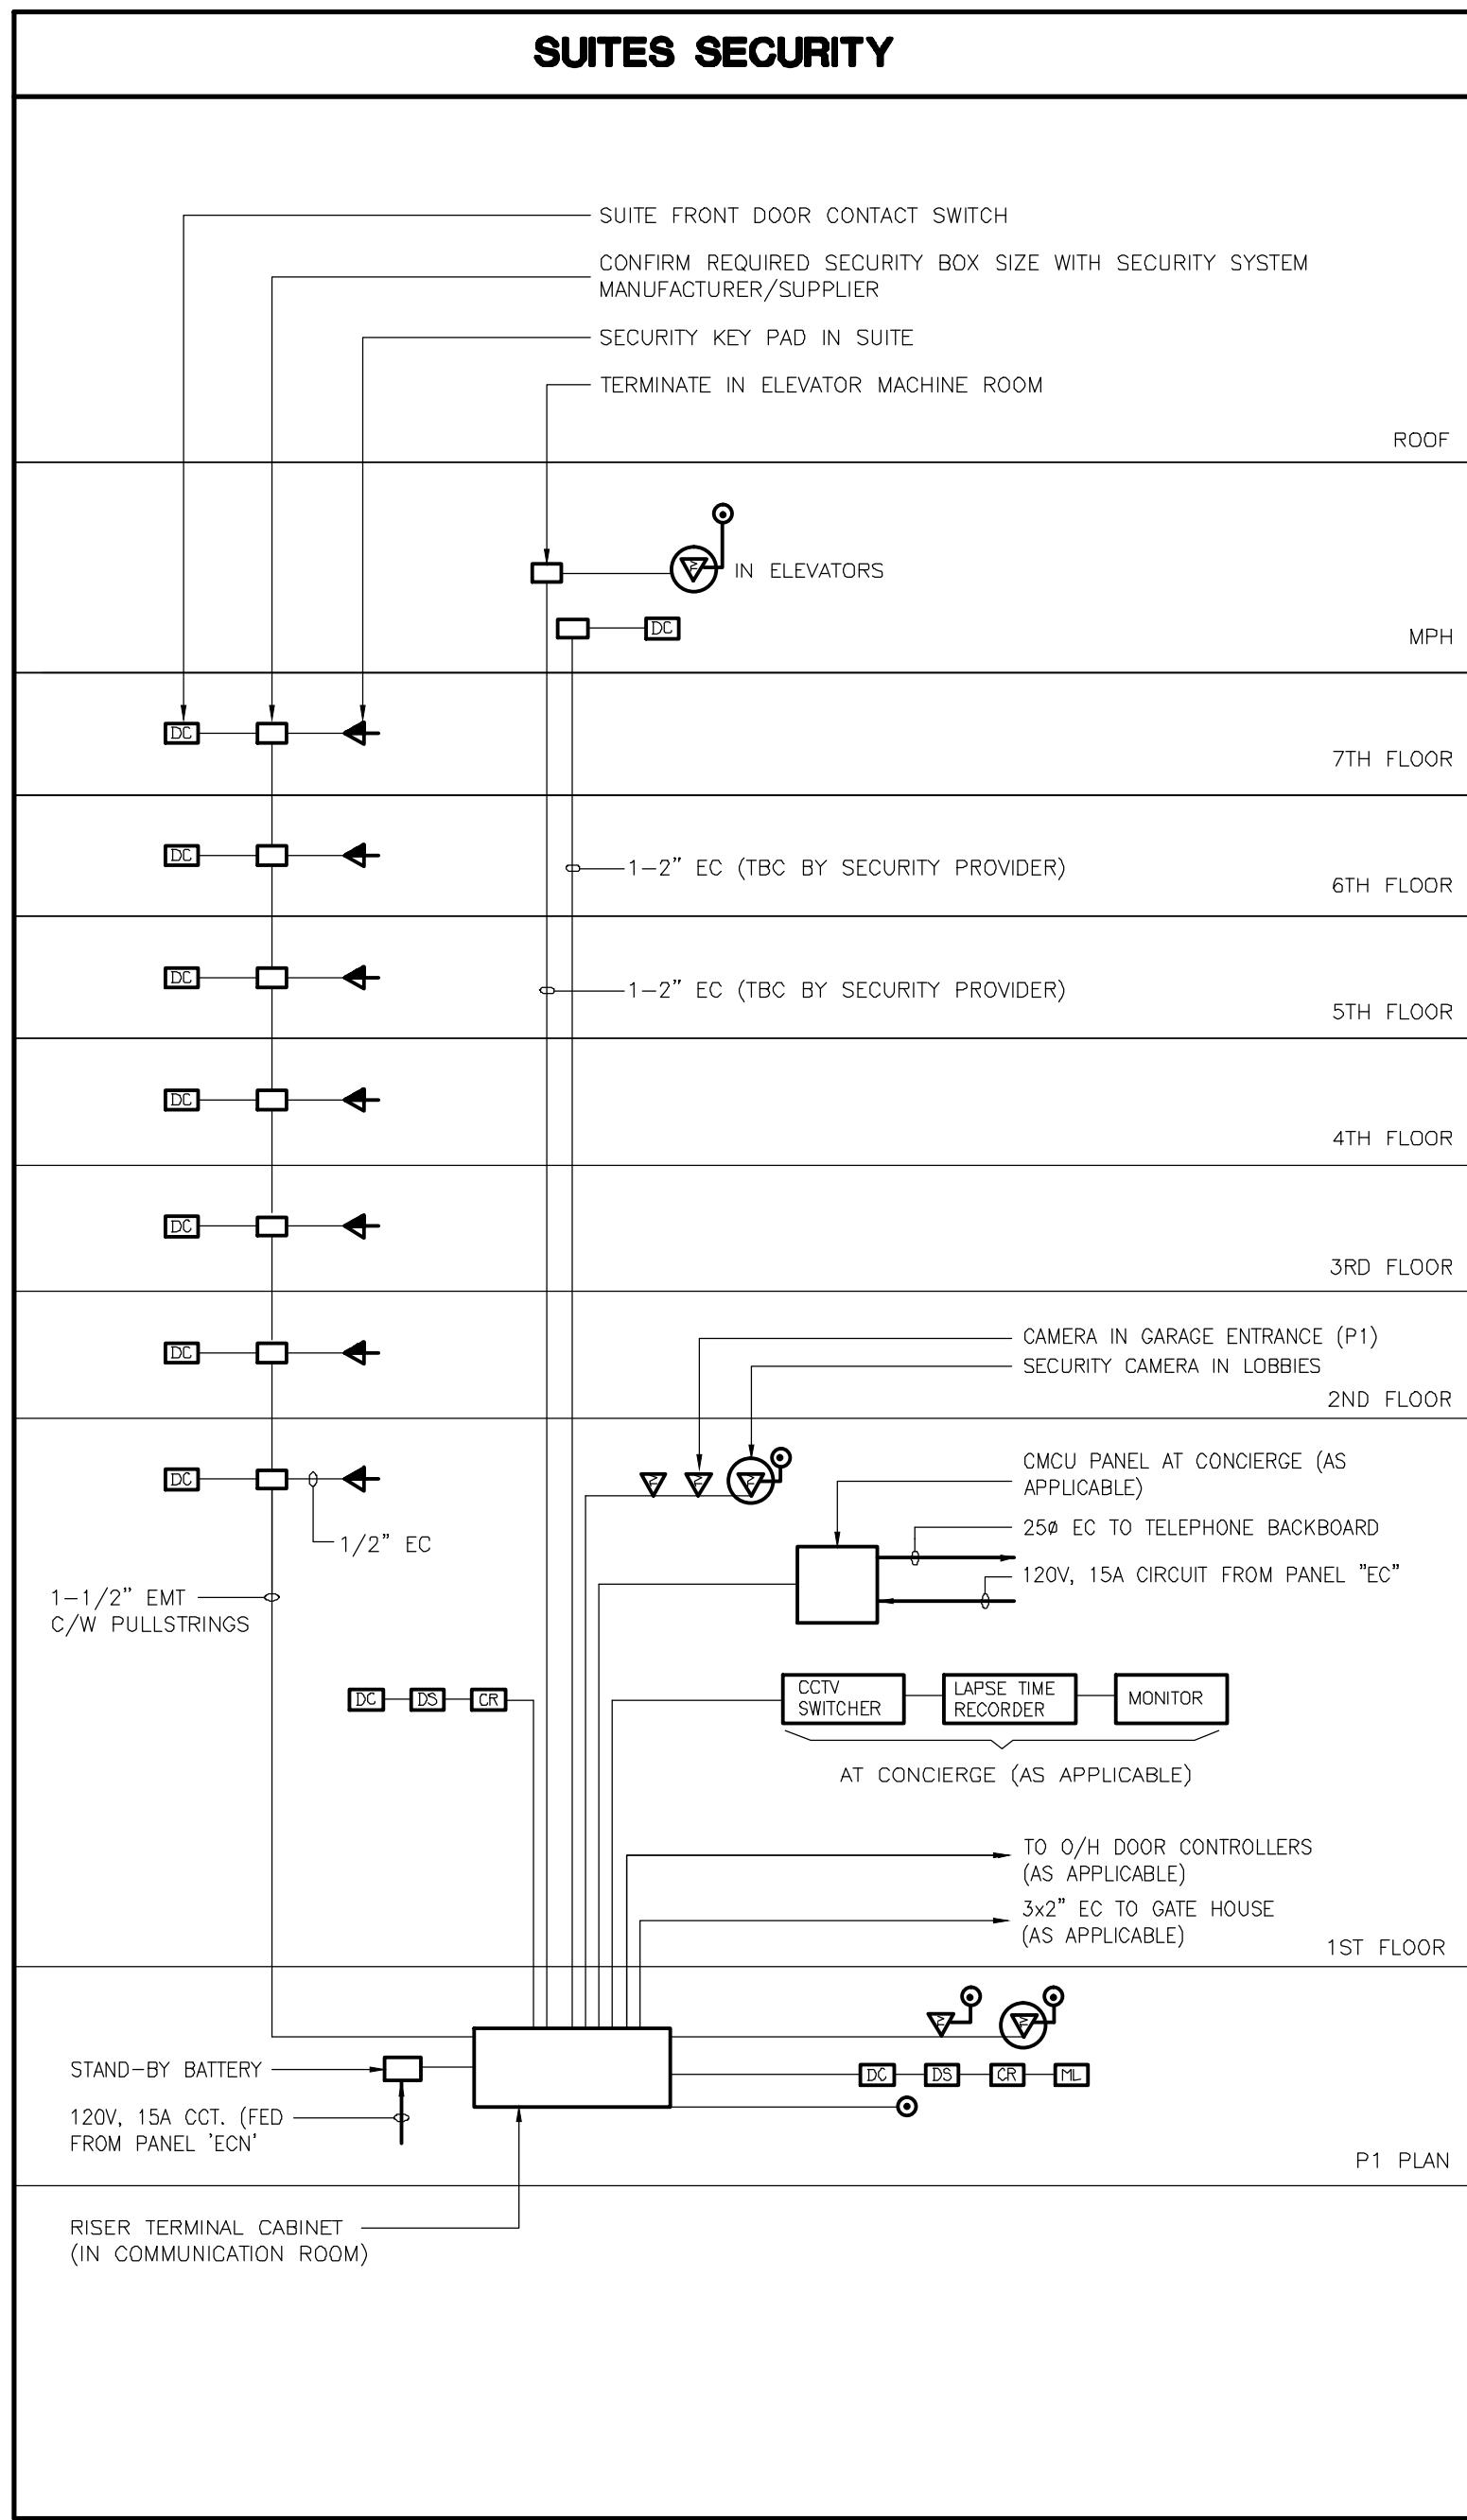 SUITES SECURITY
SUITE FRONT DOOR CONTACT SWITCH
CONFIRM REQUIRED SECURITY BOX SIZE WITH SECURITY SYSTEM
MANUFACTURER/SUPPLIER
SECURITY KEY PAD IN SUITE
TERMINATE IN ELEVATOR MACHINE ROOM
ROOF
IN ELEVATORS
DC
MPH
DC
7TH FLOOR
DC
1-2" EC (TBC BY SECURITY PROVIDER)
6TH FLOOR
DC
1-2" EC (TBC BY SECURITY PROVIDER)
5TH FLOOR
DC
4TH FLOOR
DC
3RD FLOOR
DC
CAMERA IN GARAGE ENTRANCE (P1)
SECURITY CAMERA IN LOBBIES
2ND FLOOR
DC
1/2" EC
1-1/2" EMT
C/W PULLSTRINGS
CMCU PANEL AT CONCIERGE (AS
APPLICABLE)
25ø EC TO TELEPHONE BACKBOARD
120V, 15A CIRCUIT FROM PANEL "EC"
DC DS CR
CCTV
SWITCHER
LAPSE TIME
RECORDER
MONITOR
AT CONCIERGE (AS APPLICABLE)
TO O/H DOOR CONTROLLERS
(AS APPLICABLE)
3x2" EC TO GATE HOUSE
(AS APPLICABLE)
1ST FLOOR
STAND-BY BATTERY
120V, 15A CCT. (FED
FROM PANEL 'ECN'
DC DS CR ML
P1 PLAN
RISER TERMINAL CABINET
(IN COMMUNICATION ROOM)